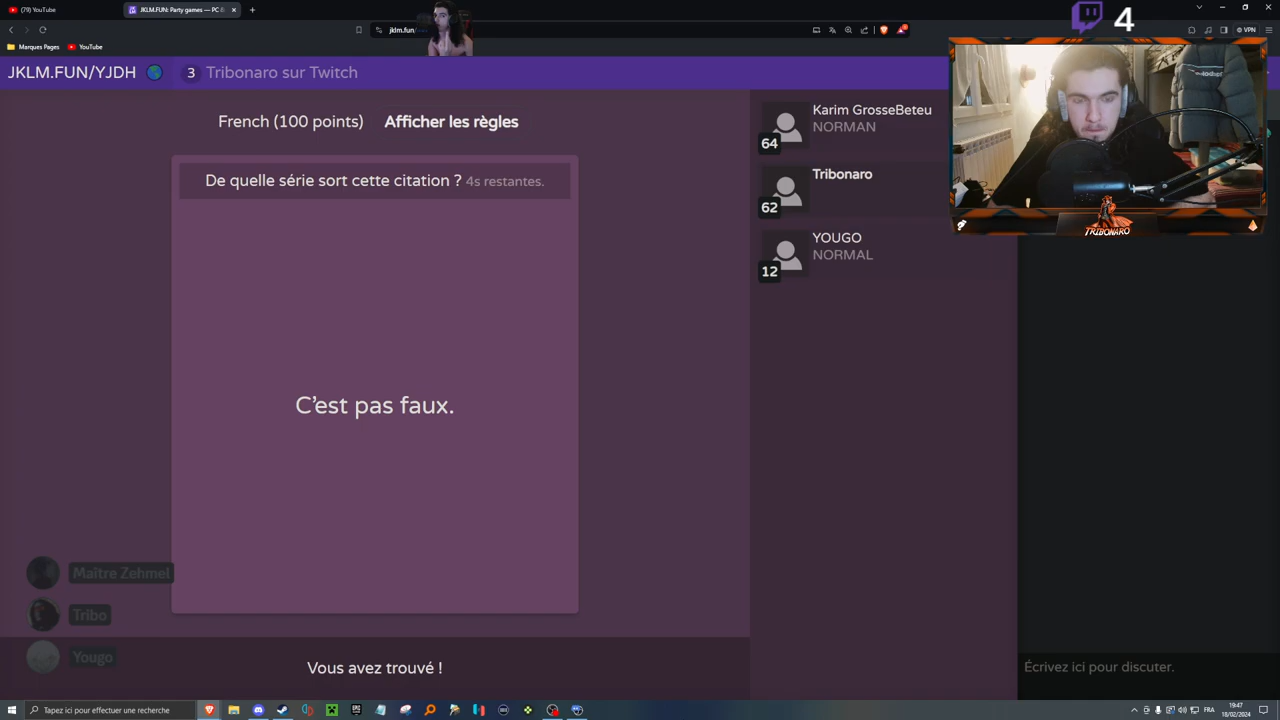 (79) YouTube
JKLM.FUN: Party games — PC &
jklm.fun/
VPN
4
Marques Pages
YouTube
JKLM.FUN/YJDH
3 Tribonaro sur Twitch
French (100 points) Afficher les règles
De quelle série sort cette citation ? 4s restantes.
C'est pas faux.
Vous avez trouvé !
Karim GrosseBeteu
NORMAN
64
Tribonaro
62
YOUGO
NORMAL
12
TRIBONARO
Maître Zehmel
Tribo
Yougo
Écrivez ici pour discuter.
Tapez ici pour effectuer une recherche
FRA
19:47
18/02/2024